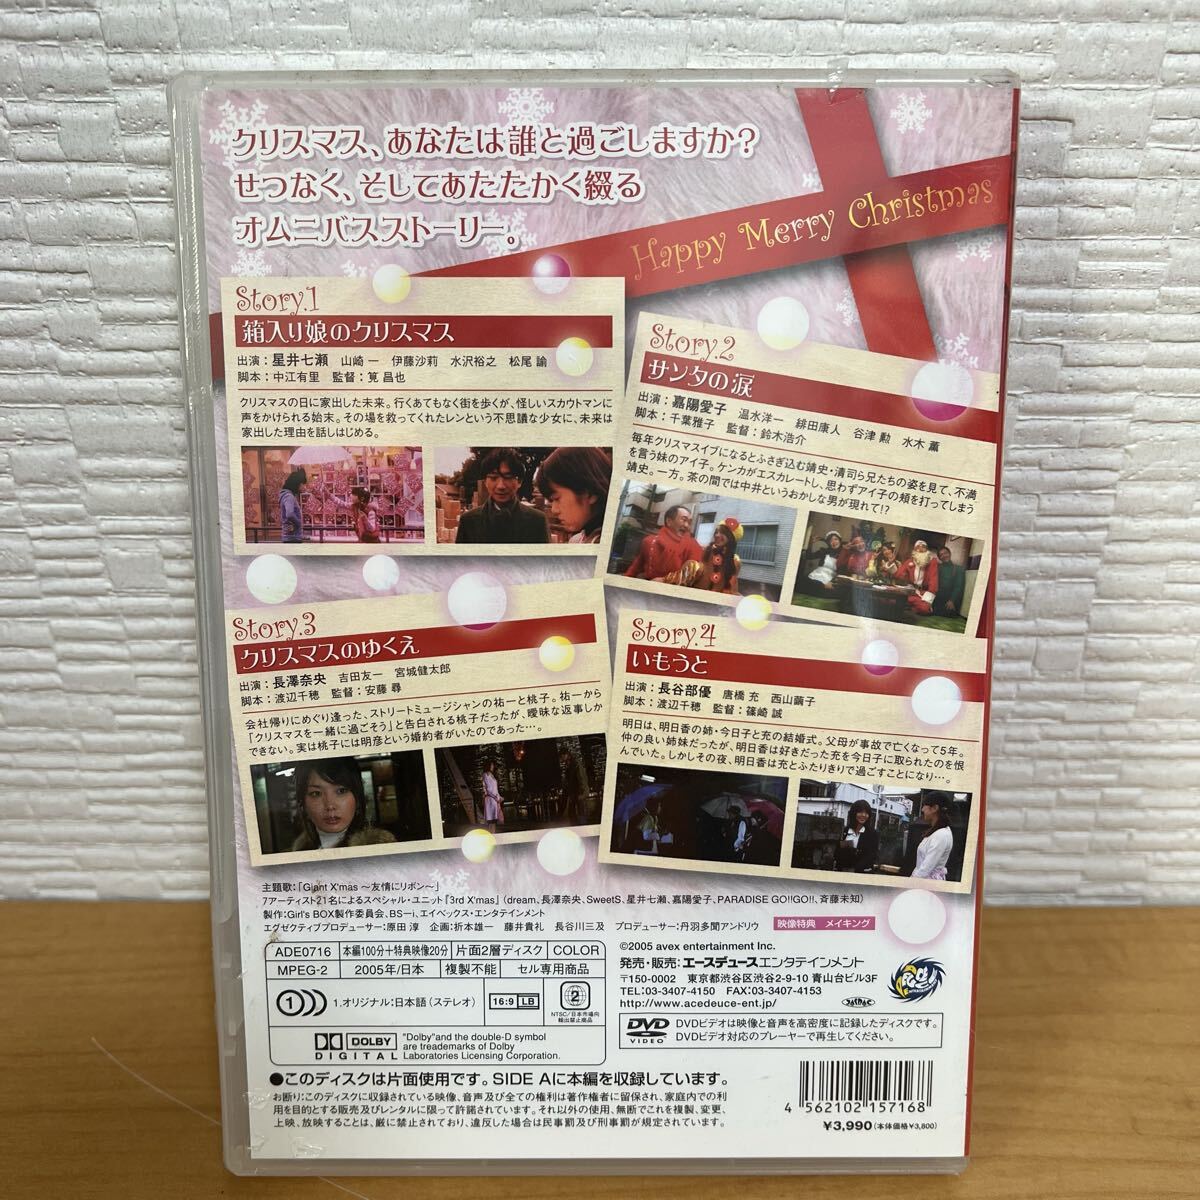 クリスマス、あなたは誰と過ごしますか?
せつなく、そしてあたたかく綴る
オムニバスストーリー。
Happy Merry Christmas
Story.1
箱入り娘のクリスマス
出演:星井七瀬 山崎 一 伊藤沙莉 水沢裕之 松尾 諭
脚本:中江有里 監督:筧 昌也
クリスマスの日に家出した未来。行くあてもなく街を歩くが、怪しいスカウトマンに
声をかけられる始末。その場を救ってくれたレンという不思議な少女に、未来は
家出した理由を話しはじめる。
Story.2
サンタの涙
出演:嘉陽愛子 温水洋一 緋田康人 谷津 勲 水木 薫
脚本:千葉雅子 監督:鈴木浩介
毎年クリスマスイブになるとふさぎ込む靖史・清司ら兄たちの姿を見て、不満
を言う妹のアイ子。ケンカがエスカレートし、思わずアイ子の頬を打ってしまう
靖史。一方。茶の間では中井というおかしな男が現れて!?
Story.3
クリスマスのゆくえ
出演:長澤奈央 吉田友一 宮城健太郎
脚本:渡辺千穂 監督:安藤 尋
会社帰りにめぐり逢った、ストリートミュージシャンの祐一と桃子。祐一から
「クリスマスを一緒に過ごそう」と告白される桃子だったが、曖昧な返事しか
できない。実は桃子には明彦という婚約者がいたのであった…。
Story.4
いもうと
出演:長谷部優 唐橋 充 西山繭子
脚本:渡辺千穂 監督:篠崎 誠
明日は、明日香の姉・今日子と充の結婚式。父母が事故で亡くなって5年。
仲の良い姉妹だったが、明日香は好きだった充を今日子に取られたのを恨
んでいた。しかしその夜、明日香は充とふたりきりで過ごすことになり…。
主題歌:「Giant X'mas ～友情にリボン～」
7アーティスト21名によるスペシャル・ユニット『3rd X'mas』(dream、長澤奈央、SweetS、星井七瀬、嘉陽愛子、PARADISE GO!!GO!!、斉藤未知)
製作:Girl's BOX製作委員会、BS-i、エイベックス・エンタテインメント
エグゼクティブプロデューサー:原田 淳 企画:折本雄一 藤井貴礼 長谷川三及 プロデューサー:丹羽多聞アンドリウ
映像特典 メイキング
ADE0716 本編100分+特典映像20分 片面2層ディスク COLOR
MPEG-2 2005年/日本 複製不能 セル専用商品
1 1.オリジナル:日本語(ステレオ) 16:9 LB 2
NTSC/日本市場向
輸出禁止商品
DOLBY
DIGITAL
"Dolby"and the double-D symbol
are treademarks of Dolby
Laboratories Licensing Corporation.
©2005 avex entertainment Inc.
発売・販売:エースデュースエンタテインメント
〒150-0002 東京都渋谷区渋谷2-9-10 青山台ビル3F
TEL:03-3407-4150 FAX:03-3407-4153
http://www.acedeuce-ent.jp/
DVD
VIDEO
DVDビデオは映像と音声を高密度に記録したディスクです。
DVDビデオ対応のプレーヤーで再生してください。
●このディスクは片面使用です。SIDE Aに本編を収録しています。
お断り:このディスクに収録されている映像、音声及び全ての権利は著作権者に留保され、家庭内での利
用を目的とする販売及びレンタルに限って許諾されています。それ以外の使用、無断でこれを複製、変更、
上映、放映することは、厳に禁止されており、違反した場合は民事罰及び刑事罰が規定されています。
4 562102 157168
¥3,990(本体価格¥3,800)